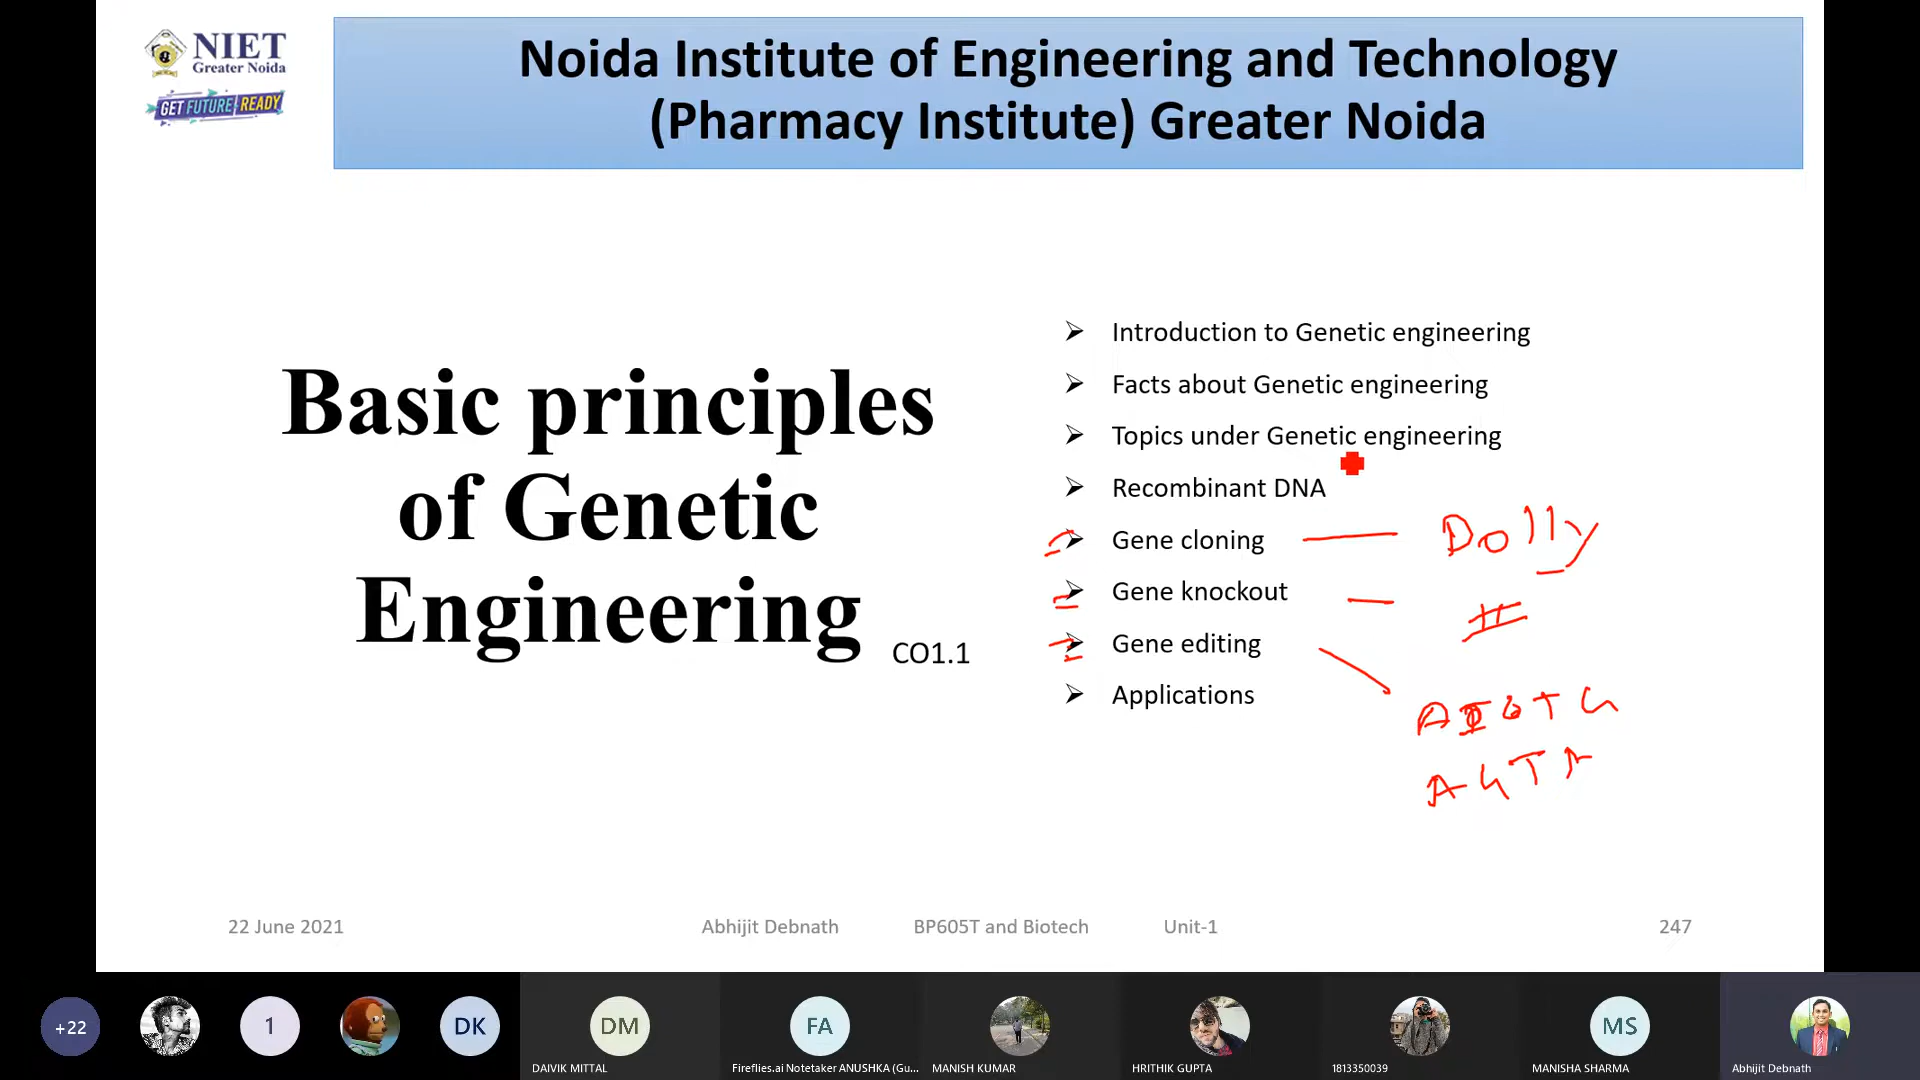 NIET
Greater Noida
GET FUTURE READY
Noida Institute of Engineering and Technology
(Pharmacy Institute) Greater Noida
Basic principles
of Genetic
Engineering
CO1.1
Introduction to Genetic engineering
Facts about Genetic engineering
Topics under Genetic engineering
Recombinant DNA
Gene cloning
Dolly
Gene knockout
Gene editing
Applications
A G T A
22 June 2021
Abhijit Debnath
BP605T and Biotech
Unit-1
247
+22
1
DK
DM
FA
MS
DAIVIK MITTAL
Fireflies.ai Notetaker ANUSHKA (Gu...
MANISH KUMAR
HRITHIK GUPTA
1813350039
MANISHA SHARMA
Abhijit Debnath